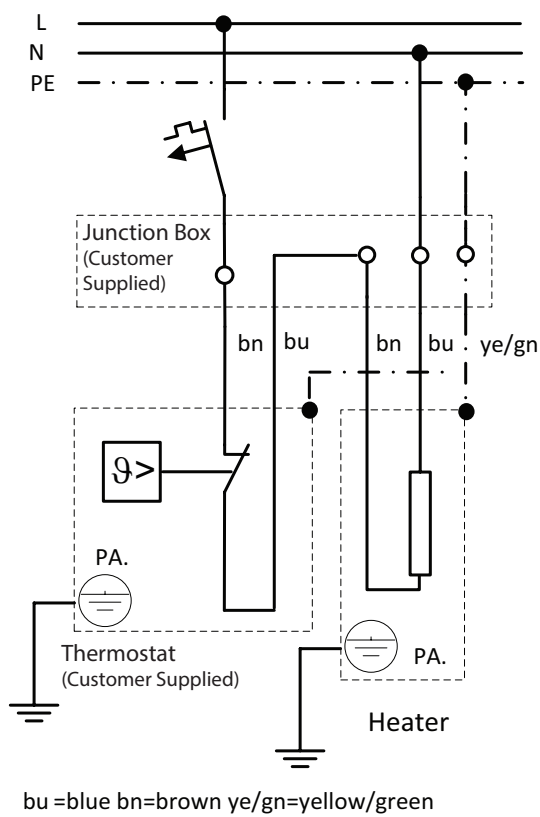 L
N
PE
Junction Box
(Customer
Supplied)
bn bu bn bu ye/gn
ϑ>
PA.
PA.
Thermostat
(Customer Supplied)
Heater
bu =blue bn=brown ye/gn=yellow/green